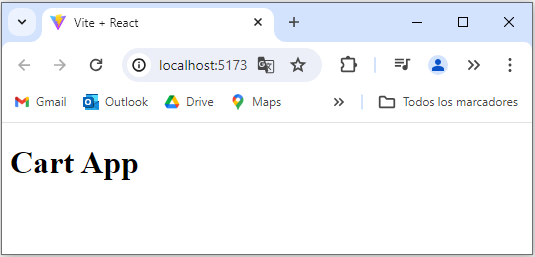 Vite + React
localhost:5173
Gmail Outlook Drive Maps Todos los marcadores
Cart App